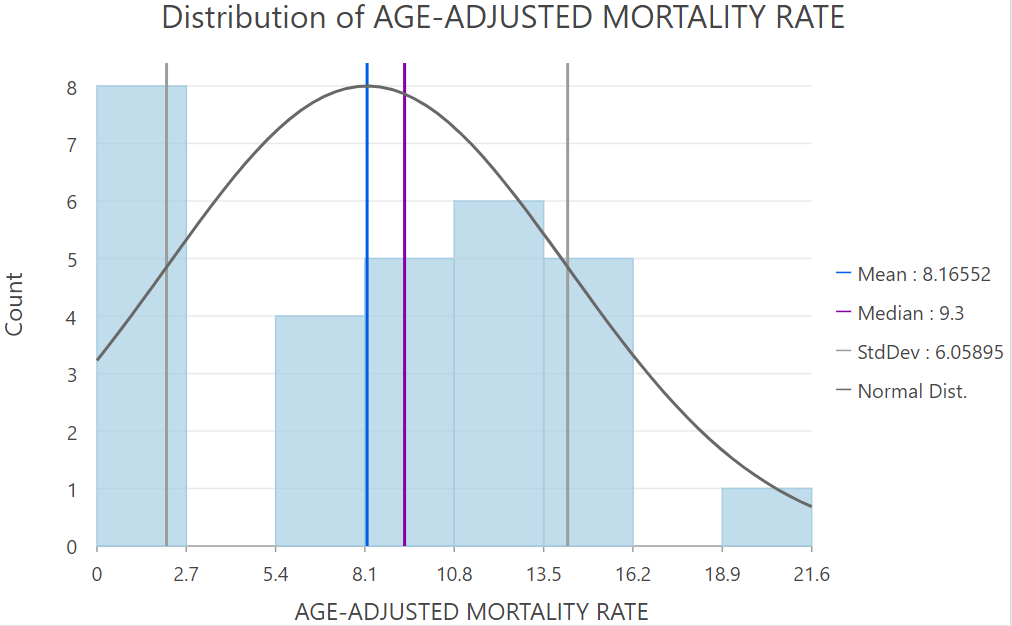 Distribution of AGE-ADJUSTED MORTALITY RATE
8
7
6
5
4
3
2
1
0
Count
0 2.7 5.4 8.1 10.8 13.5 16.2 18.9 21.6
AGE-ADJUSTED MORTALITY RATE
Mean : 8.16552
Median : 9.3
StdDev : 6.05895
Normal Dist.